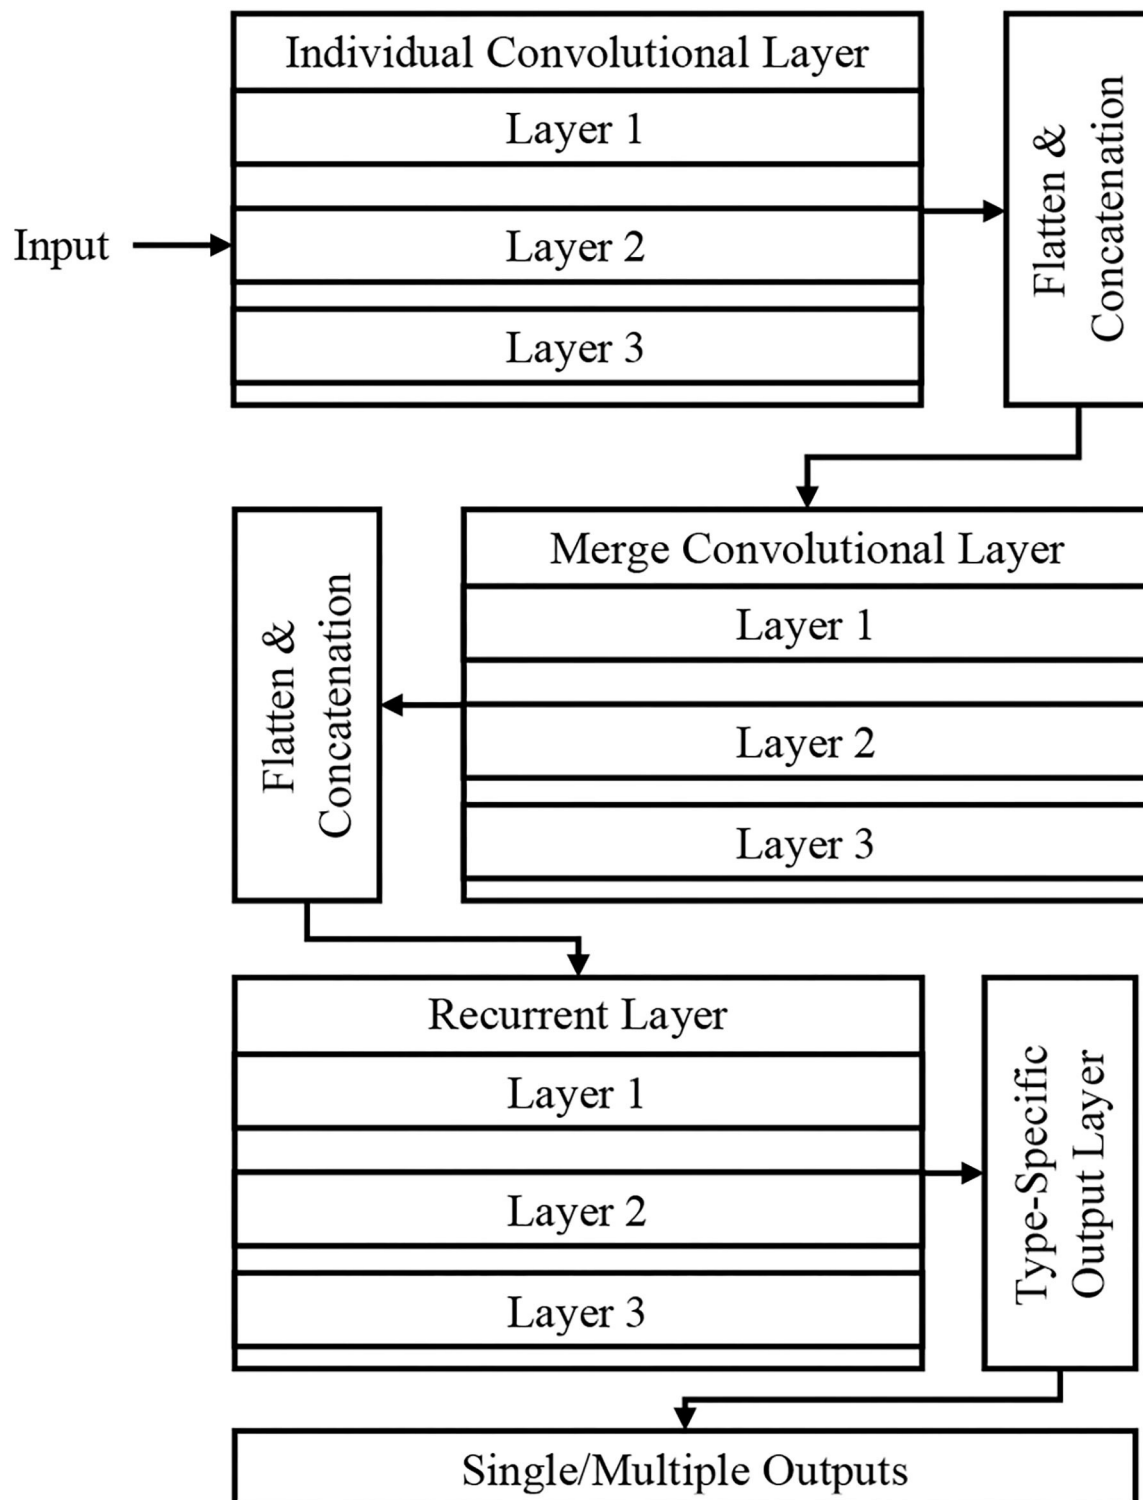 Individual Convolutional Layer
Layer 1
Input
Layer 2
Layer 3
Flatten &
Concatenation
Merge Convolutional Layer
Layer 1
Layer 2
Layer 3
Flatten &
Concatenation
Recurrent Layer
Layer 1
Layer 2
Layer 3
Type-Specific
Output Layer
Single/Multiple Outputs